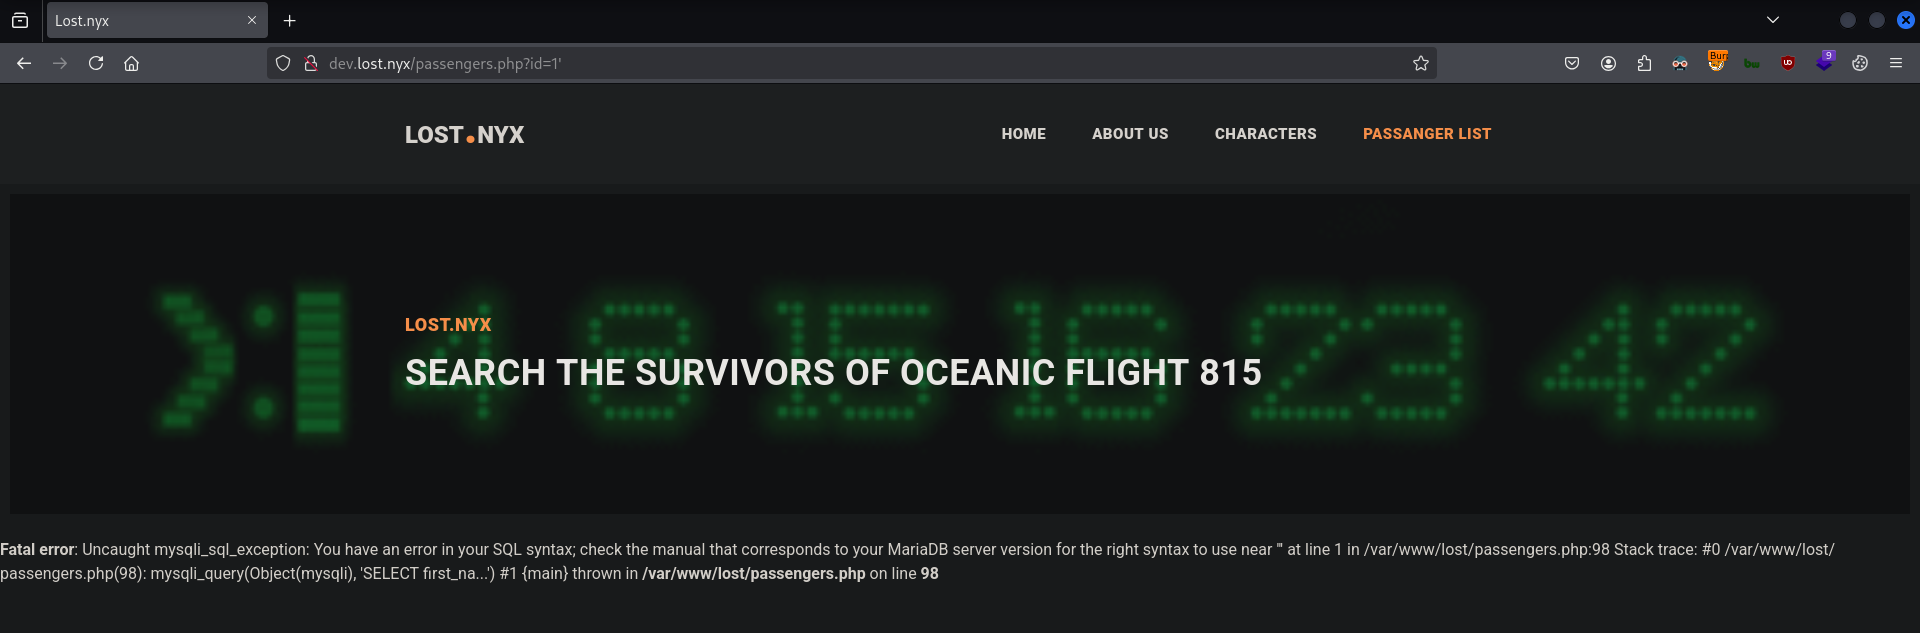 Lost.nyx
dev.lost.nyx/passengers.php?id=1'
Burp
9
LOST.NYX
HOME ABOUT US CHARACTERS PASSANGER LIST
>: 4 8 15 16 23 42
LOST.NYX
SEARCH THE SURVIVORS OF OCEANIC FLIGHT 815
Fatal error: Uncaught mysqli_sql_exception: You have an error in your SQL syntax; check the manual that corresponds to your MariaDB server version for the right syntax to use near ''' at line 1 in /var/www/lost/passengers.php:98 Stack trace: #0 /var/www/lost/
passengers.php(98): mysqli_query(Object(mysqli), 'SELECT first_na...') #1 {main} thrown in /var/www/lost/passengers.php on line 98